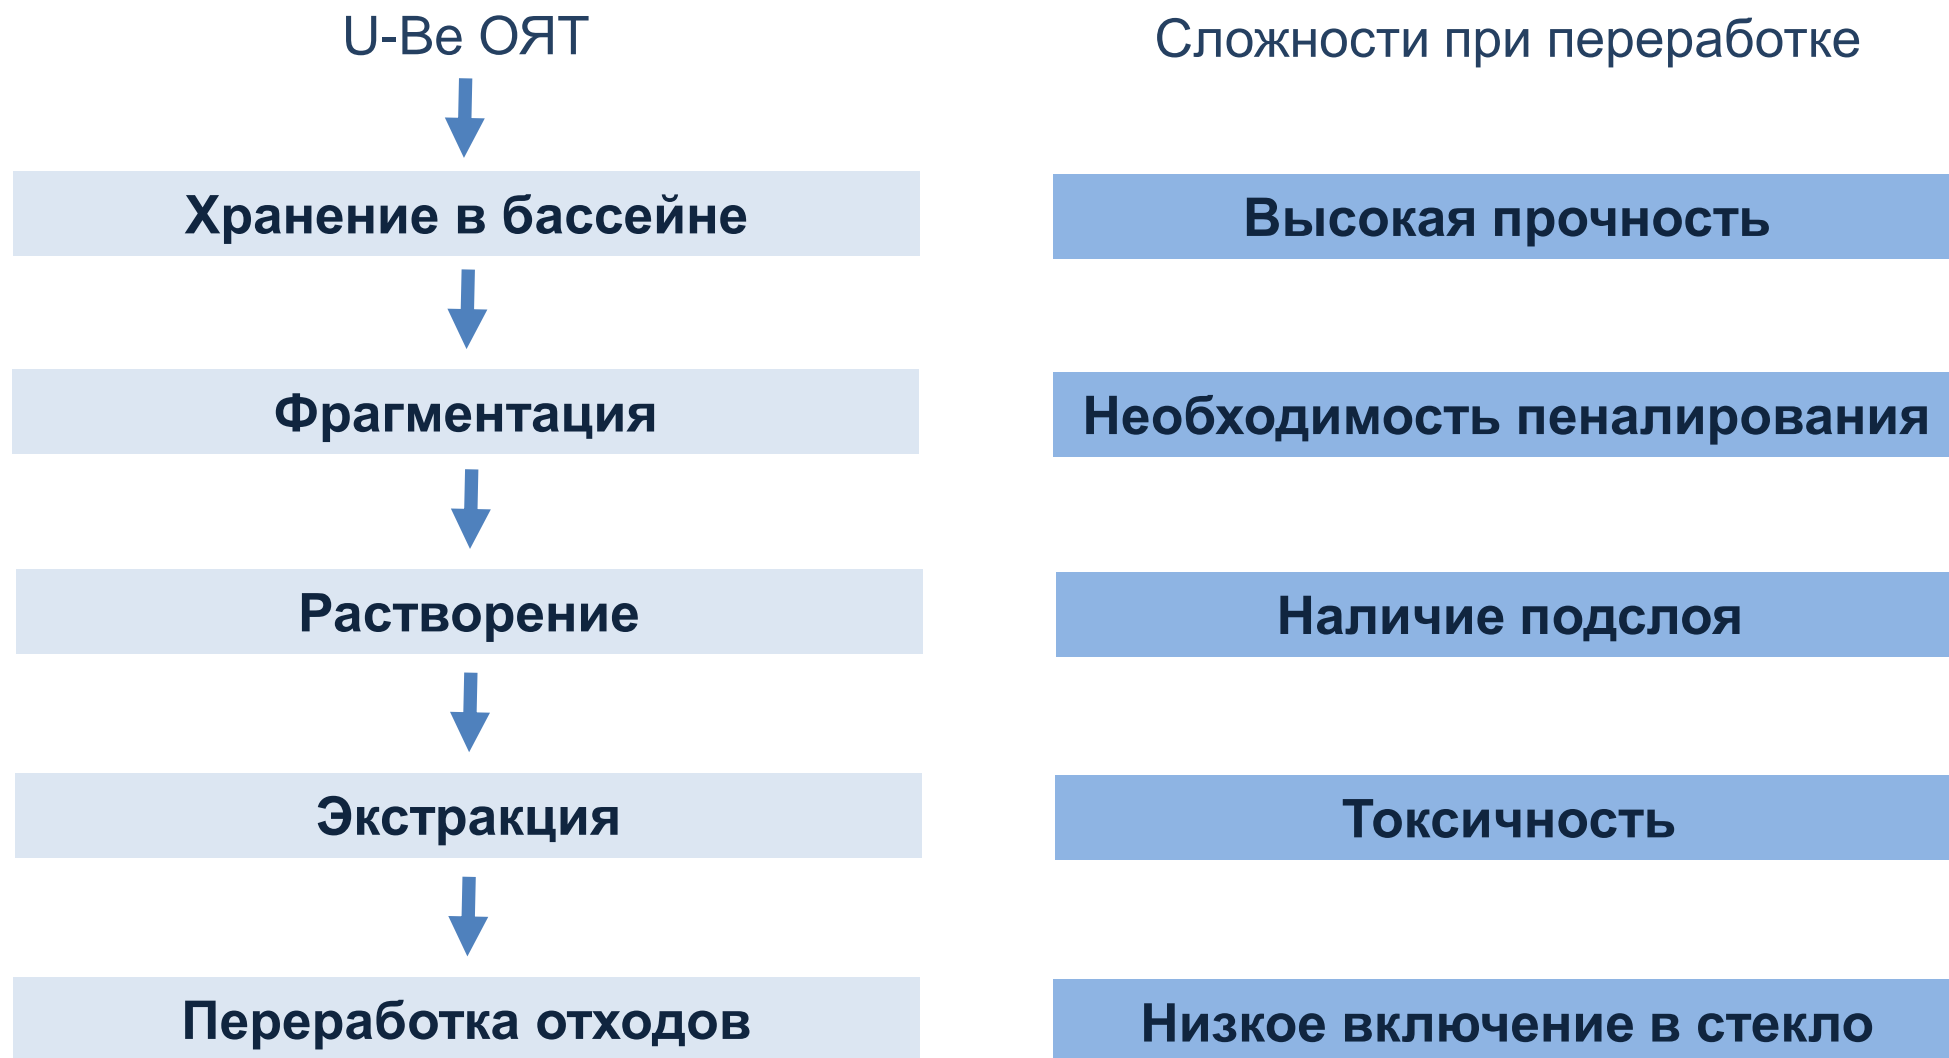 U-Be ОЯТ
Сложности при переработке
Хранение в бассейне
Высокая прочность
Фрагментация
Необходимость пеналирования
Растворение
Наличие подслоя
Экстракция
Токсичность
Переработка отходов
Низкое включение в стекло